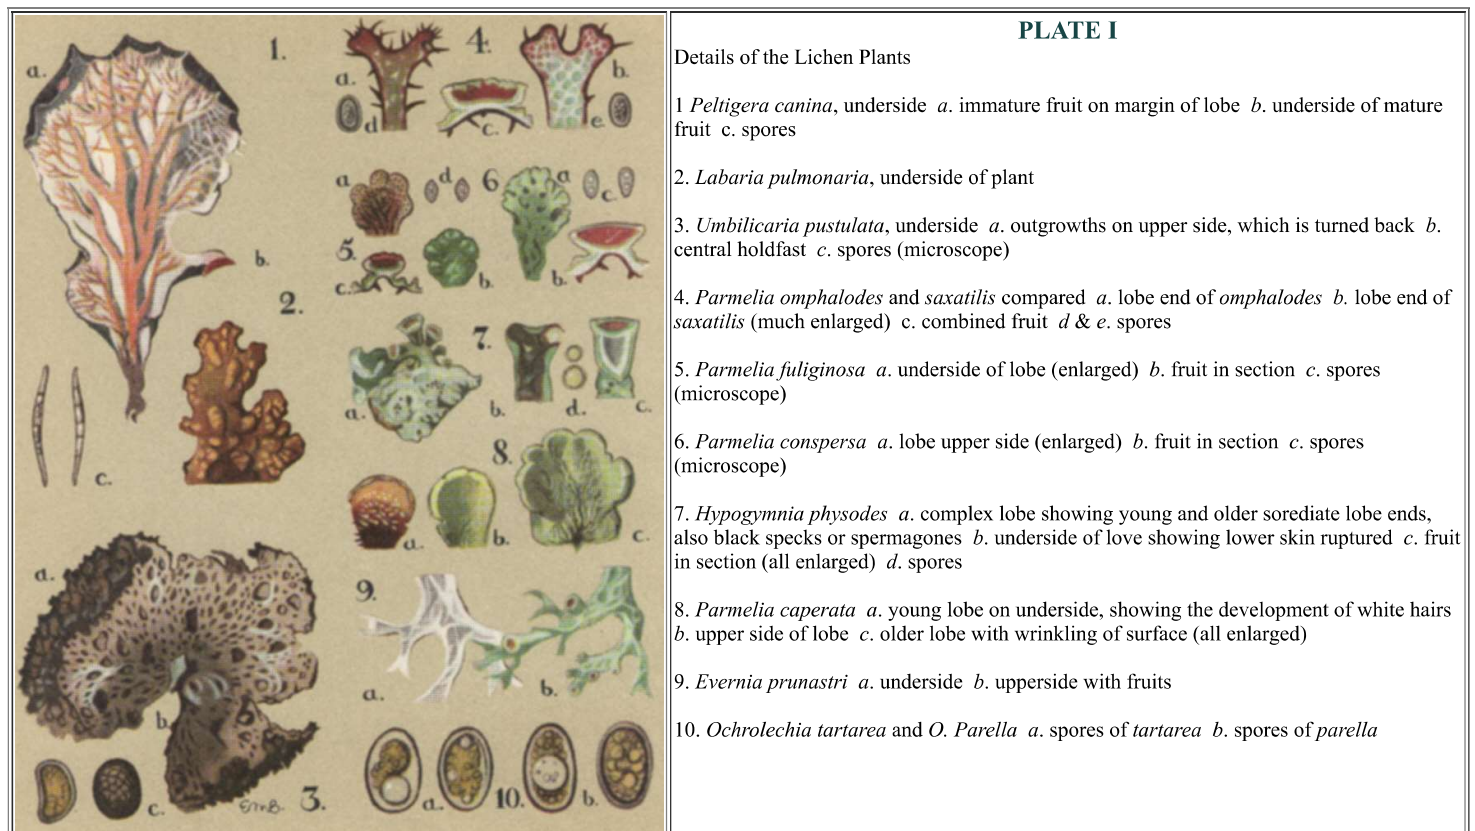 a.
1.
4.
a.
b.
d
c.
e.
a
d
6
a
c.
5.
b.
c.
b.
b.
2.
7.
a.
b.
d.
c.
c.
8.
a.
b.
c.
9.
a.
b.
a.
b.
c.
EMB.
3.
a.
10.
b.
PLATE I
Details of the Lichen Plants
1 Peltigera canina, underside a. immature fruit on margin of lobe b. underside of mature
fruit c. spores
2. Labaria pulmonaria, underside of plant
3. Umbilicaria pustulata, underside a. outgrowths on upper side, which is turned back b.
central holdfast c. spores (microscope)
4. Parmelia omphalodes and saxatilis compared a. lobe end of omphalodes b. lobe end of
saxatilis (much enlarged) c. combined fruit d & e. spores
5. Parmelia fuliginosa a. underside of lobe (enlarged) b. fruit in section c. spores
(microscope)
6. Parmelia conspersa a. lobe upper side (enlarged) b. fruit in section c. spores
(microscope)
7. Hypogymnia physodes a. complex lobe showing young and older sorediate lobe ends,
also black specks or spermagones b. underside of love showing lower skin ruptured c. fruit
in section (all enlarged) d. spores
8. Parmelia caperata a. young lobe on underside, showing the development of white hairs
b. upper side of lobe c. older lobe with wrinkling of surface (all enlarged)
9. Evernia prunastri a. underside b. upperside with fruits
10. Ochrolechia tartarea and O. Parella a. spores of tartarea b. spores of parella